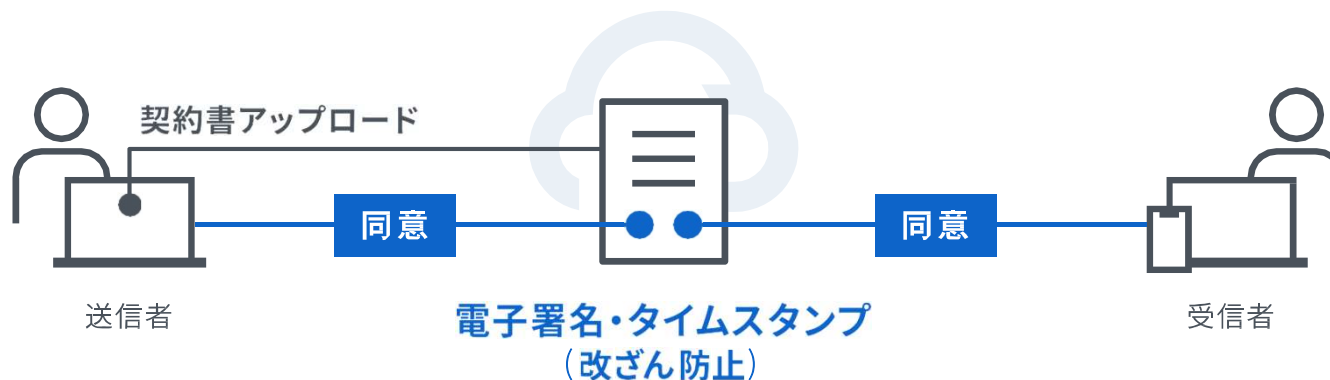 契約書アップロード
同意
同意
送信者
電子署名・タイムスタンプ
（改ざん防止）
受信者